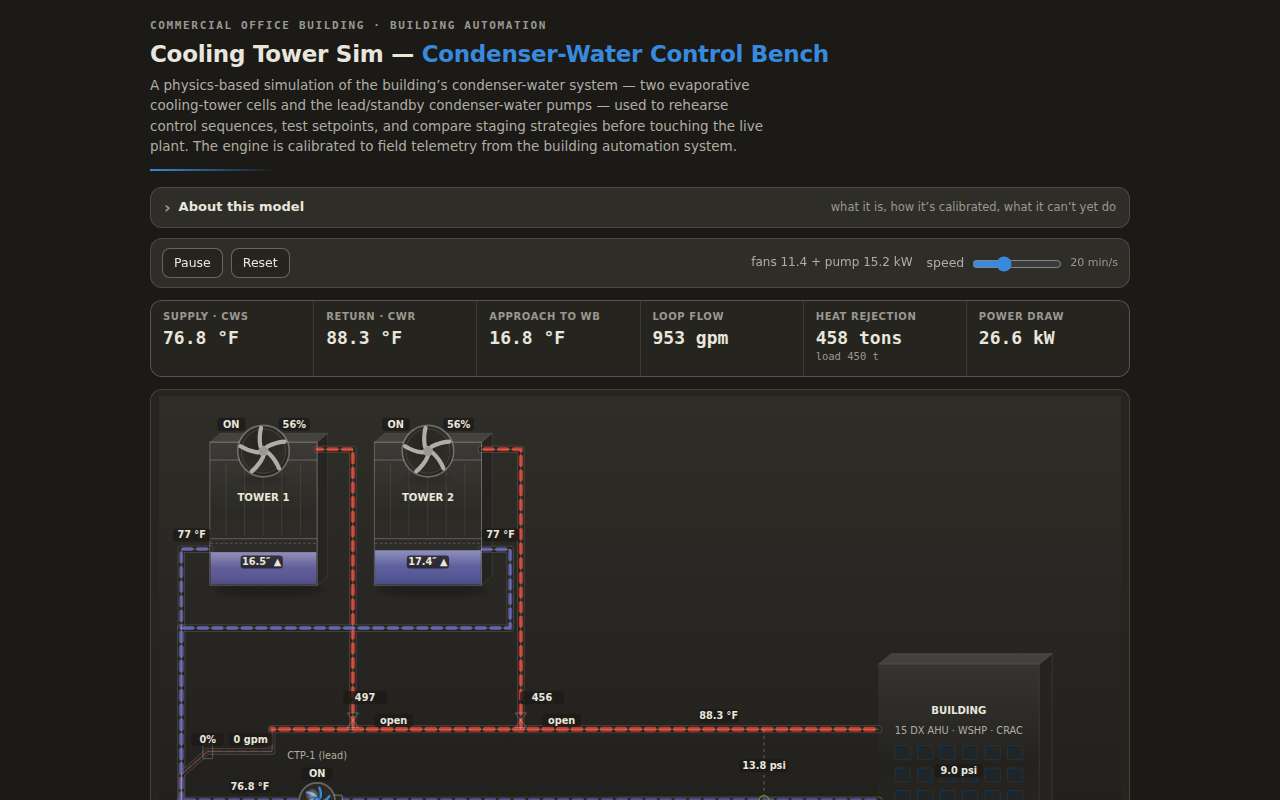 COMMERCIAL OFFICE BUILDING · BUILDING AUTOMATION
Cooling Tower Sim — Condenser-Water Control Bench
A physics-based simulation of the building’s condenser-water system — two evaporative
cooling-tower cells and the lead/standby condenser-water pumps — used to rehearse
control sequences, test setpoints, and compare staging strategies before touching the live
plant. The engine is calibrated to field telemetry from the building automation system.
› About this model what it is, how it’s calibrated, what it can’t yet do
Pause Reset fans 11.4 + pump 15.2 kW speed 20 min/s
SUPPLY · CWS RETURN · CWR APPROACH TO WB LOOP FLOW HEAT REJECTION POWER DRAW
76.8 °F 88.3 °F 16.8 °F 953 gpm 458 tons 26.6 kW
load 450 t
ON 56% ON 56%
TOWER 1 TOWER 2
77 °F 77 °F
16.5″ ▲ 17.4″ ▲
497 456
open open 88.3 °F
BUILDING
15 DX AHU · WSHP · CRAC
0% 0 gpm
CTP-1 (lead)
13.8 psi 9.0 psi
ON
76.8 °F